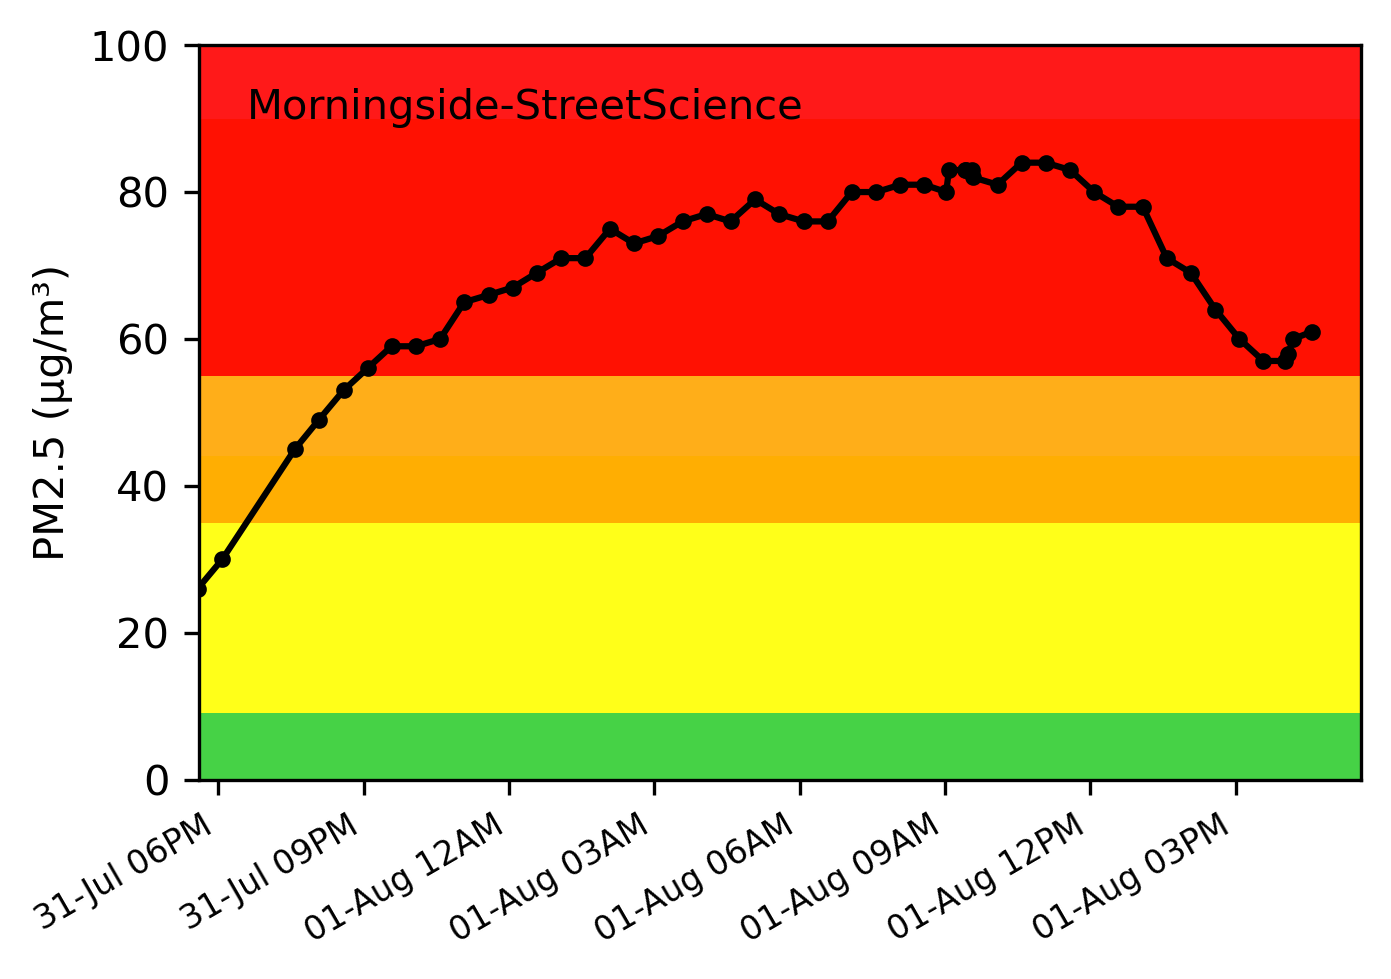 Morningside-StreetScience
PM2.5 (µg/m³)
100
80
60
40
20
0
31-Jul 06PM
31-Jul 09PM
01-Aug 12AM
01-Aug 03AM
01-Aug 06AM
01-Aug 09AM
01-Aug 12PM
01-Aug 03PM